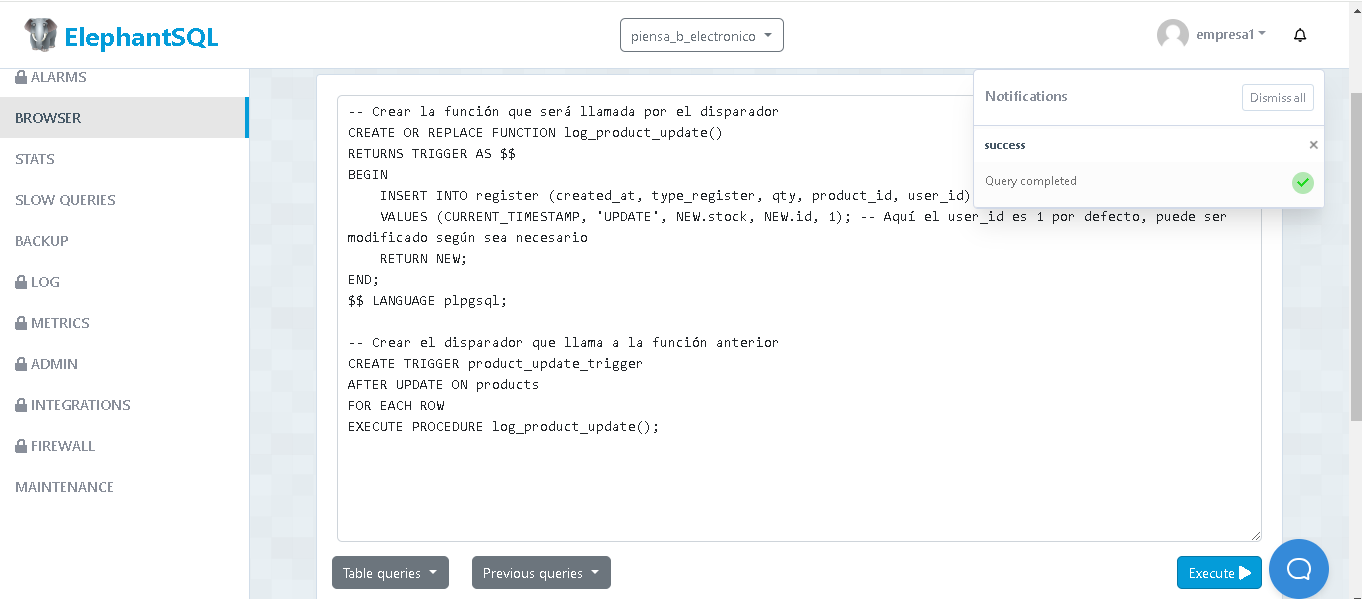 ElephantSQL
piensa_b_electronico
empresa1
ALARMS
BROWSER
STATS
SLOW QUERIES
BACKUP
LOG
METRICS
ADMIN
INTEGRATIONS
FIREWALL
MAINTENANCE
Notifications
Dismiss all
success
×
Query completed
-- Crear la función que será llamada por el disparador
CREATE OR REPLACE FUNCTION log_product_update()
RETURNS TRIGGER AS $$
BEGIN
    INSERT INTO register (created_at, type_register, qty, product_id, user_id)
    VALUES (CURRENT_TIMESTAMP, 'UPDATE', NEW.stock, NEW.id, 1); -- Aquí el user_id es 1 por defecto, puede ser
modificado según sea necesario
    RETURN NEW;
END;
$$ LANGUAGE plpgsql;
-- Crear el disparador que llama a la función anterior
CREATE TRIGGER product_update_trigger
AFTER UPDATE ON products
FOR EACH ROW
EXECUTE PROCEDURE log_product_update();
Table queries
Previous queries
Execute